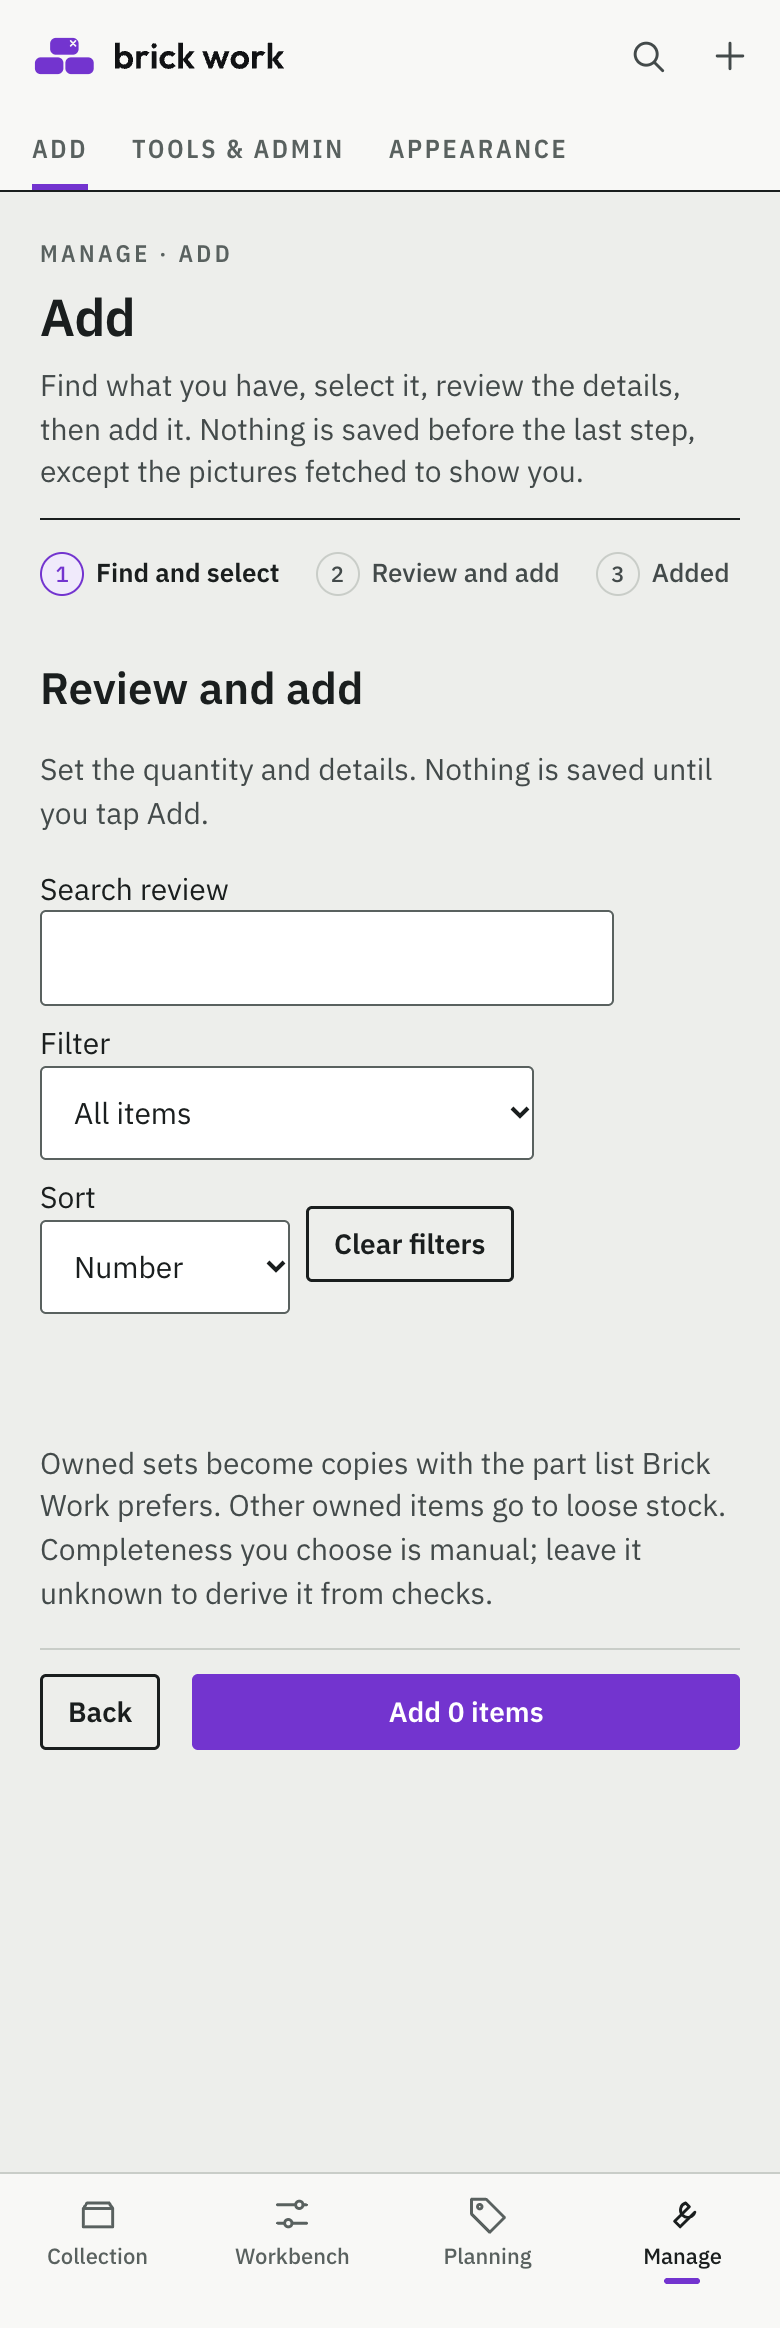 brick work
ADD TOOLS & ADMIN APPEARANCE
MANAGE · ADD
Add
Find what you have, select it, review the details,
then add it. Nothing is saved before the last step,
except the pictures fetched to show you.
1 Find and select 2 Review and add 3 Added
Review and add
Set the quantity and details. Nothing is saved until
you tap Add.
Search review
Filter
All items
Sort
Number Clear filters
Owned sets become copies with the part list Brick
Work prefers. Other owned items go to loose stock.
Completeness you choose is manual; leave it
unknown to derive it from checks.
Back Add 0 items
Collection Workbench Planning Manage